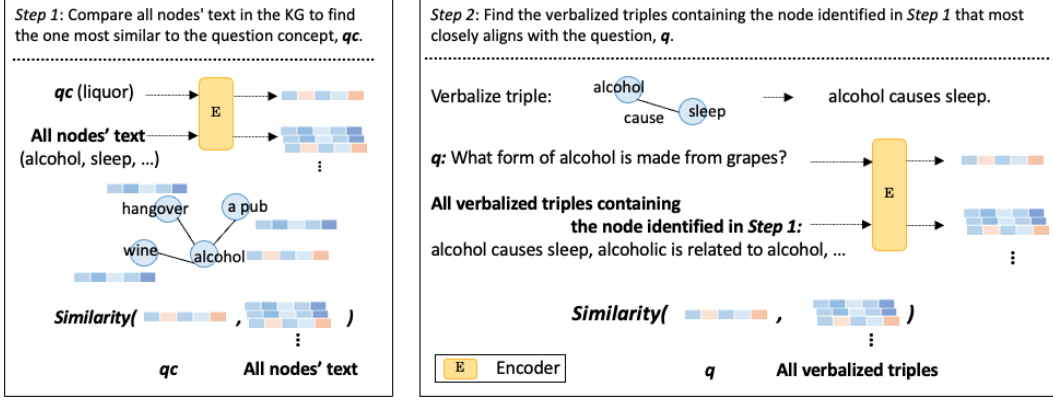 Step 1: Compare all nodes' text in the KG to find
the one most similar to the question concept, qc.
qc (liquor)
E
All nodes' text
(alcohol, sleep, ...)
hangover
a pub
wine
alcohol
Similarity( , )
qc
All nodes' text
Step 2: Find the verbalized triples containing the node identified in Step 1 that most
closely aligns with the question, q.
Verbalize triple:
alcohol
cause
sleep
alcohol causes sleep.
q: What form of alcohol is made from grapes?
E
All verbalized triples containing
the node identified in Step 1:
alcohol causes sleep, alcoholic is related to alcohol, ...
Similarity( , )
E Encoder
q
All verbalized triples